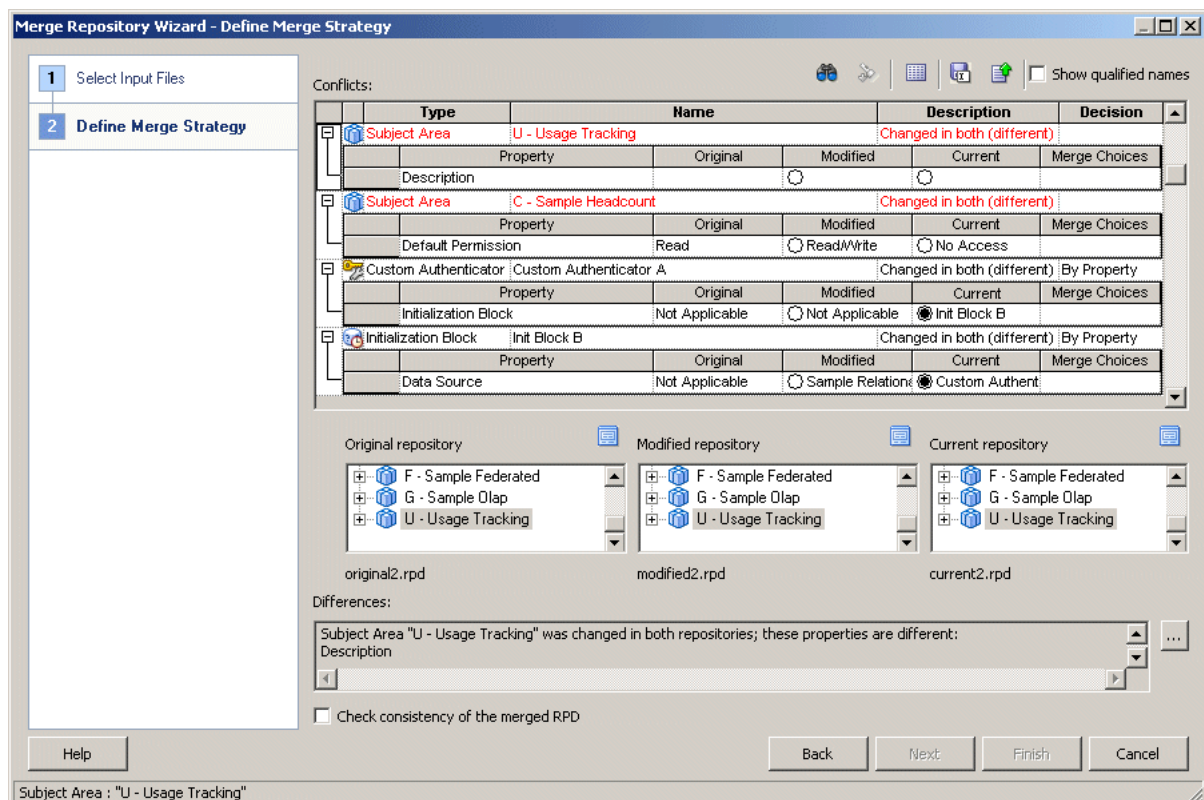 Merge Repository Wizard - Define Merge Strategy
1 Select Input Files
2 Define Merge Strategy
Conflicts:
Show qualified names
Type Name Description Decision
Subject Area U - Usage Tracking Changed in both (different)
Property Original Modified Current Merge Choices
Description
Subject Area C - Sample Headcount Changed in both (different)
Property Original Modified Current Merge Choices
Default Permission Read Read/Write No Access
Custom Authenticator Custom Authenticator A Changed in both (different) By Property
Property Original Modified Current Merge Choices
Initialization Block Not Applicable Not Applicable Init Block B
Initialization Block Init Block B Changed in both (different) By Property
Property Original Modified Current Merge Choices
Data Source Not Applicable Sample Relation Custom Authent
Original repository Modified repository Current repository
F - Sample Federated F - Sample Federated F - Sample Federated
G - Sample Olap G - Sample Olap G - Sample Olap
U - Usage Tracking U - Usage Tracking U - Usage Tracking
original2.rpd modified2.rpd current2.rpd
Differences:
Subject Area "U - Usage Tracking" was changed in both repositories; these properties are different:
Description
...
Check consistency of the merged RPD
Help Back Next Finish Cancel
Subject Area : "U - Usage Tracking"